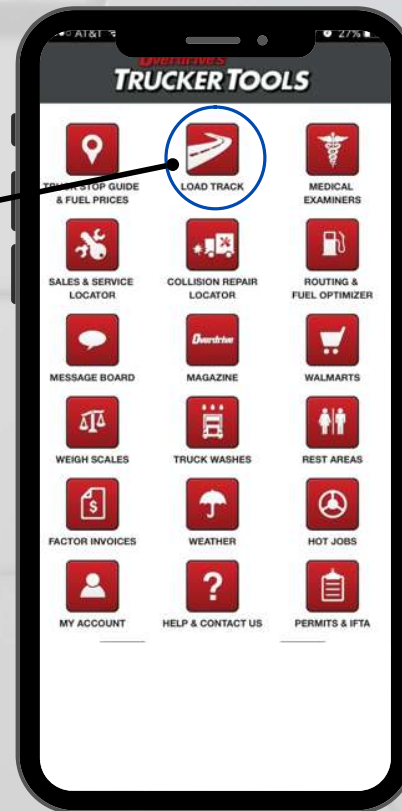 AT&T
27%
Overdrive's
TRUCKER TOOLS
TRUCK STOP GUIDE
& FUEL PRICES
LOAD TRACK
MEDICAL
EXAMINERS
SALES & SERVICE
LOCATOR
COLLISION REPAIR
LOCATOR
ROUTING &
FUEL OPTIMIZER
Overdrive
MESSAGE BOARD
MAGAZINE
WALMARTS
WEIGH SCALES
TRUCK WASHES
REST AREAS
$
FACTOR INVOICES
WEATHER
HOT JOBS
?
MY ACCOUNT
HELP & CONTACT US
PERMITS & IFTA